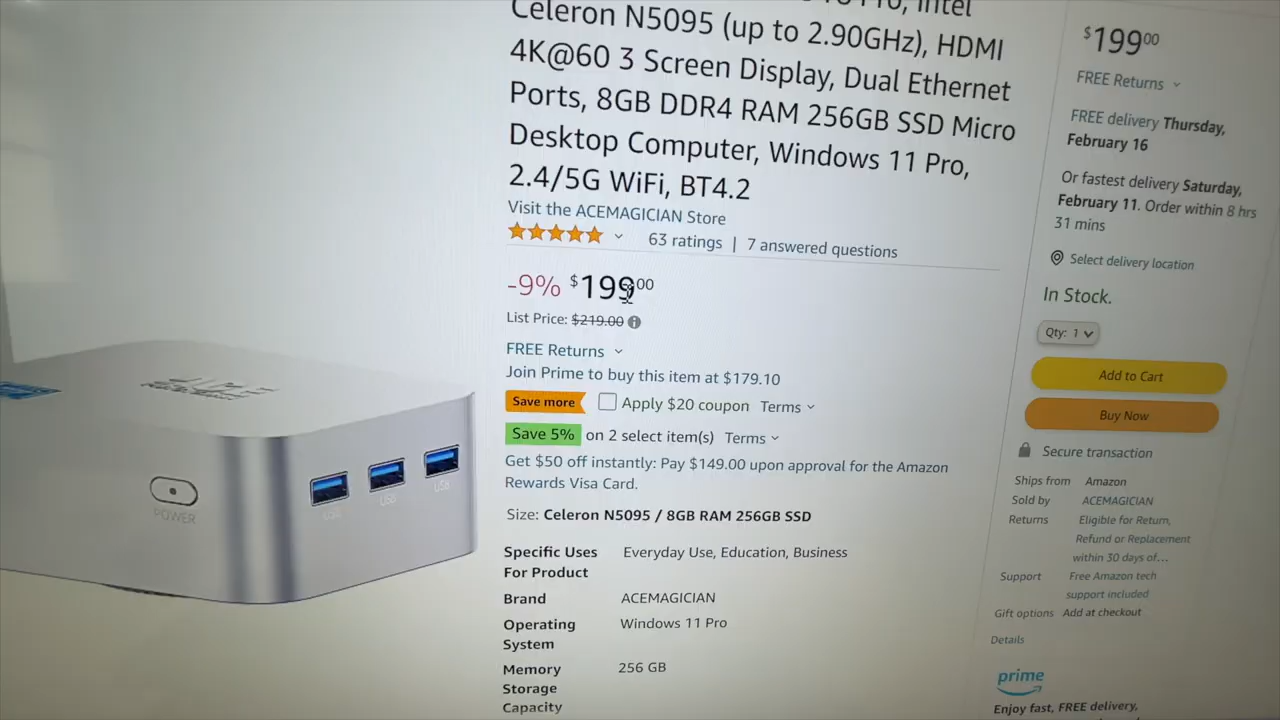 Intel
Celeron N5095 (up to 2.90GHz), HDMI
4K@60 3 Screen Display, Dual Ethernet
Ports, 8GB DDR4 RAM 256GB SSD Micro
Desktop Computer, Windows 11 Pro,
2.4/5G WiFi, BT4.2
Visit the ACEMAGICIAN Store
63 ratings | 7 answered questions
-9% $199 00
List Price: $219.00
FREE Returns
Join Prime to buy this item at $179.10
Save more Apply $20 coupon Terms
Save 5% on 2 select item(s) Terms
Get $50 off instantly: Pay $149.00 upon approval for the Amazon
Rewards Visa Card.
Size: Celeron N5095 / 8GB RAM 256GB SSD
Specific Uses Everyday Use, Education, Business
For Product
Brand ACEMAGICIAN
Operating Windows 11 Pro
System
Memory 256 GB
Storage
Capacity
POWER
$199 00
FREE Returns
FREE delivery Thursday,
February 16
Or fastest delivery Saturday,
February 11. Order within 8 hrs
31 mins
Select delivery location
In Stock.
Qty: 1
Add to Cart
Buy Now
Secure transaction
Ships from Amazon
Sold by ACEMAGICIAN
Returns Eligible for Return,
Refund or Replacement
within 30 days of...
Support Free Amazon tech
support included
Gift options Add at checkout
Details
prime
Enjoy fast, FREE delivery,